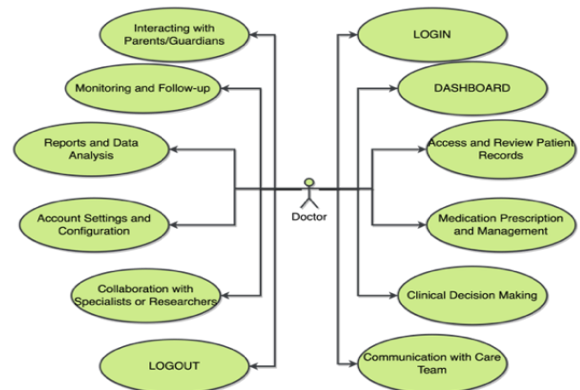 Interacting with
Parents/Guardians
LOGIN
Monitoring and Follow-up
DASHBOARD
Reports and Data
Analysis
Access and Review Patient
Records
Doctor
Account Settings and
Configuration
Medication Prescription
and Management
Collaboration with
Specialists or Researchers
Clinical Decision Making
LOGOUT
Communication with Care
Team